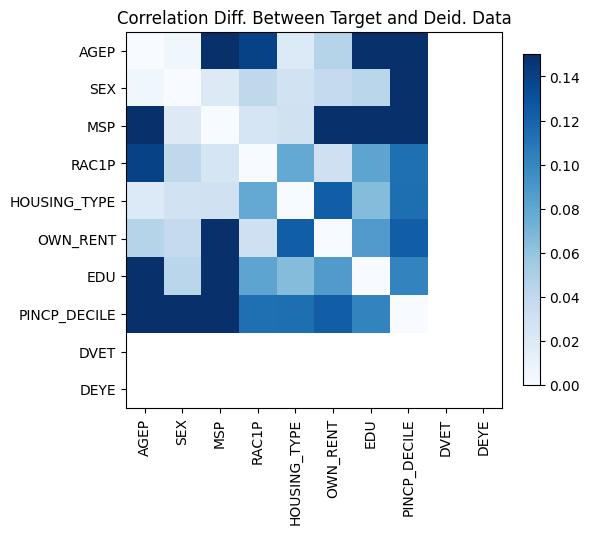 Correlation Diff. Between Target and Deid. Data
AGEP
SEX
MSP
RAC1P
HOUSING_TYPE
OWN_RENT
EDU
PINCP_DECILE
DVET
DEYE
AGEP
SEX
MSP
RAC1P
HOUSING_TYPE
OWN_RENT
EDU
PINCP_DECILE
DVET
DEYE
0.14
0.12
0.10
0.08
0.06
0.04
0.02
0.00